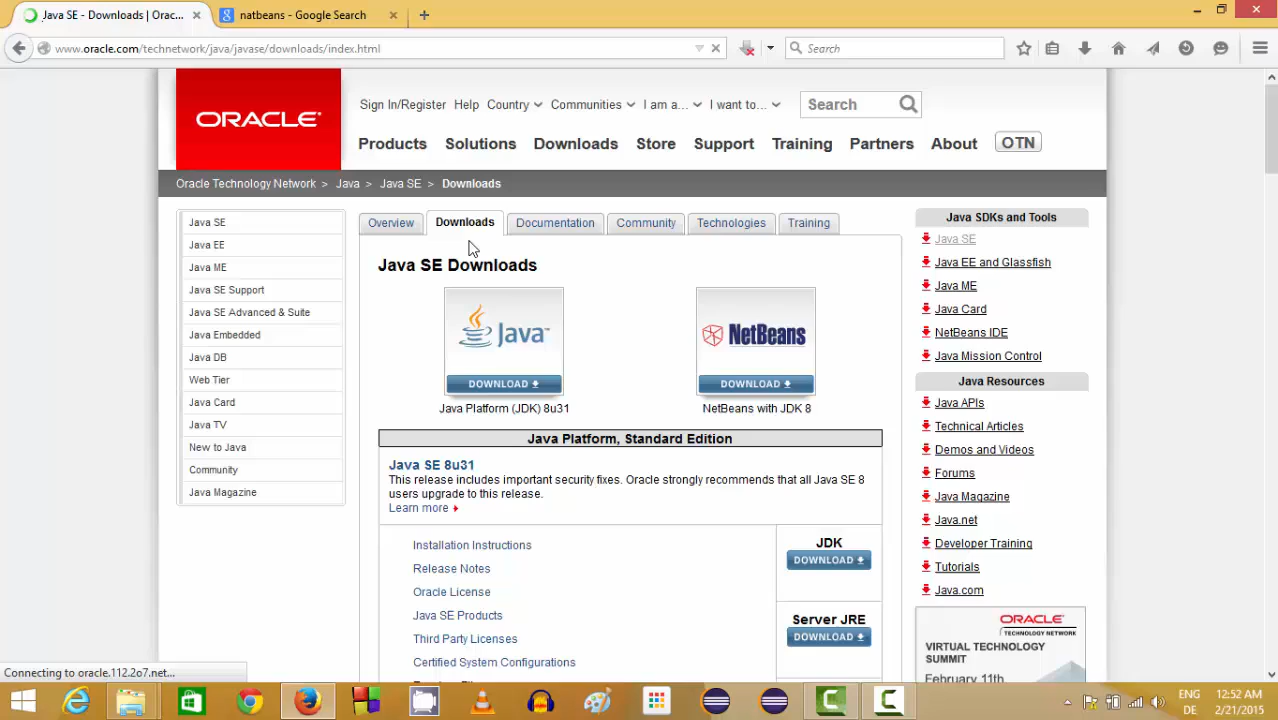 Java SE - Downloads | Orac...
natbeans - Google Search
www.oracle.com/technetwork/java/javase/downloads/index.html
Search
ORACLE
Sign In/Register Help Country Communities I am a... I want to... Search
Products Solutions Downloads Store Support Training Partners About OTN
Oracle Technology Network > Java > Java SE > Downloads
Java SE
Java EE
Java ME
Java SE Support
Java SE Advanced & Suite
Java Embedded
Java DB
Web Tier
Java Card
Java TV
New to Java
Community
Java Magazine
Overview Downloads Documentation Community Technologies Training
Java SE Downloads
Java™
DOWNLOAD
Java Platform (JDK) 8u31
NetBeans
DOWNLOAD
NetBeans with JDK 8
Java Platform, Standard Edition
Java SE 8u31
This release includes important security fixes. Oracle strongly recommends that all Java SE 8
users upgrade to this release.
Learn more
Installation Instructions
Release Notes
Oracle License
Java SE Products
Third Party Licenses
Certified System Configurations
JDK
DOWNLOAD
Server JRE
DOWNLOAD
Java SDKs and Tools
Java SE
Java EE and Glassfish
Java ME
Java Card
NetBeans IDE
Java Mission Control
Java Resources
Java APIs
Technical Articles
Demos and Videos
Forums
Java Magazine
Java.net
Developer Training
Tutorials
Java.com
ORACLE
TECHNOLOGY NETWORK
VIRTUAL TECHNOLOGY
SUMMIT
February 11th
Connecting to oracle.112.2o7.net...
ENG
DE
12:52 AM
2/21/2015